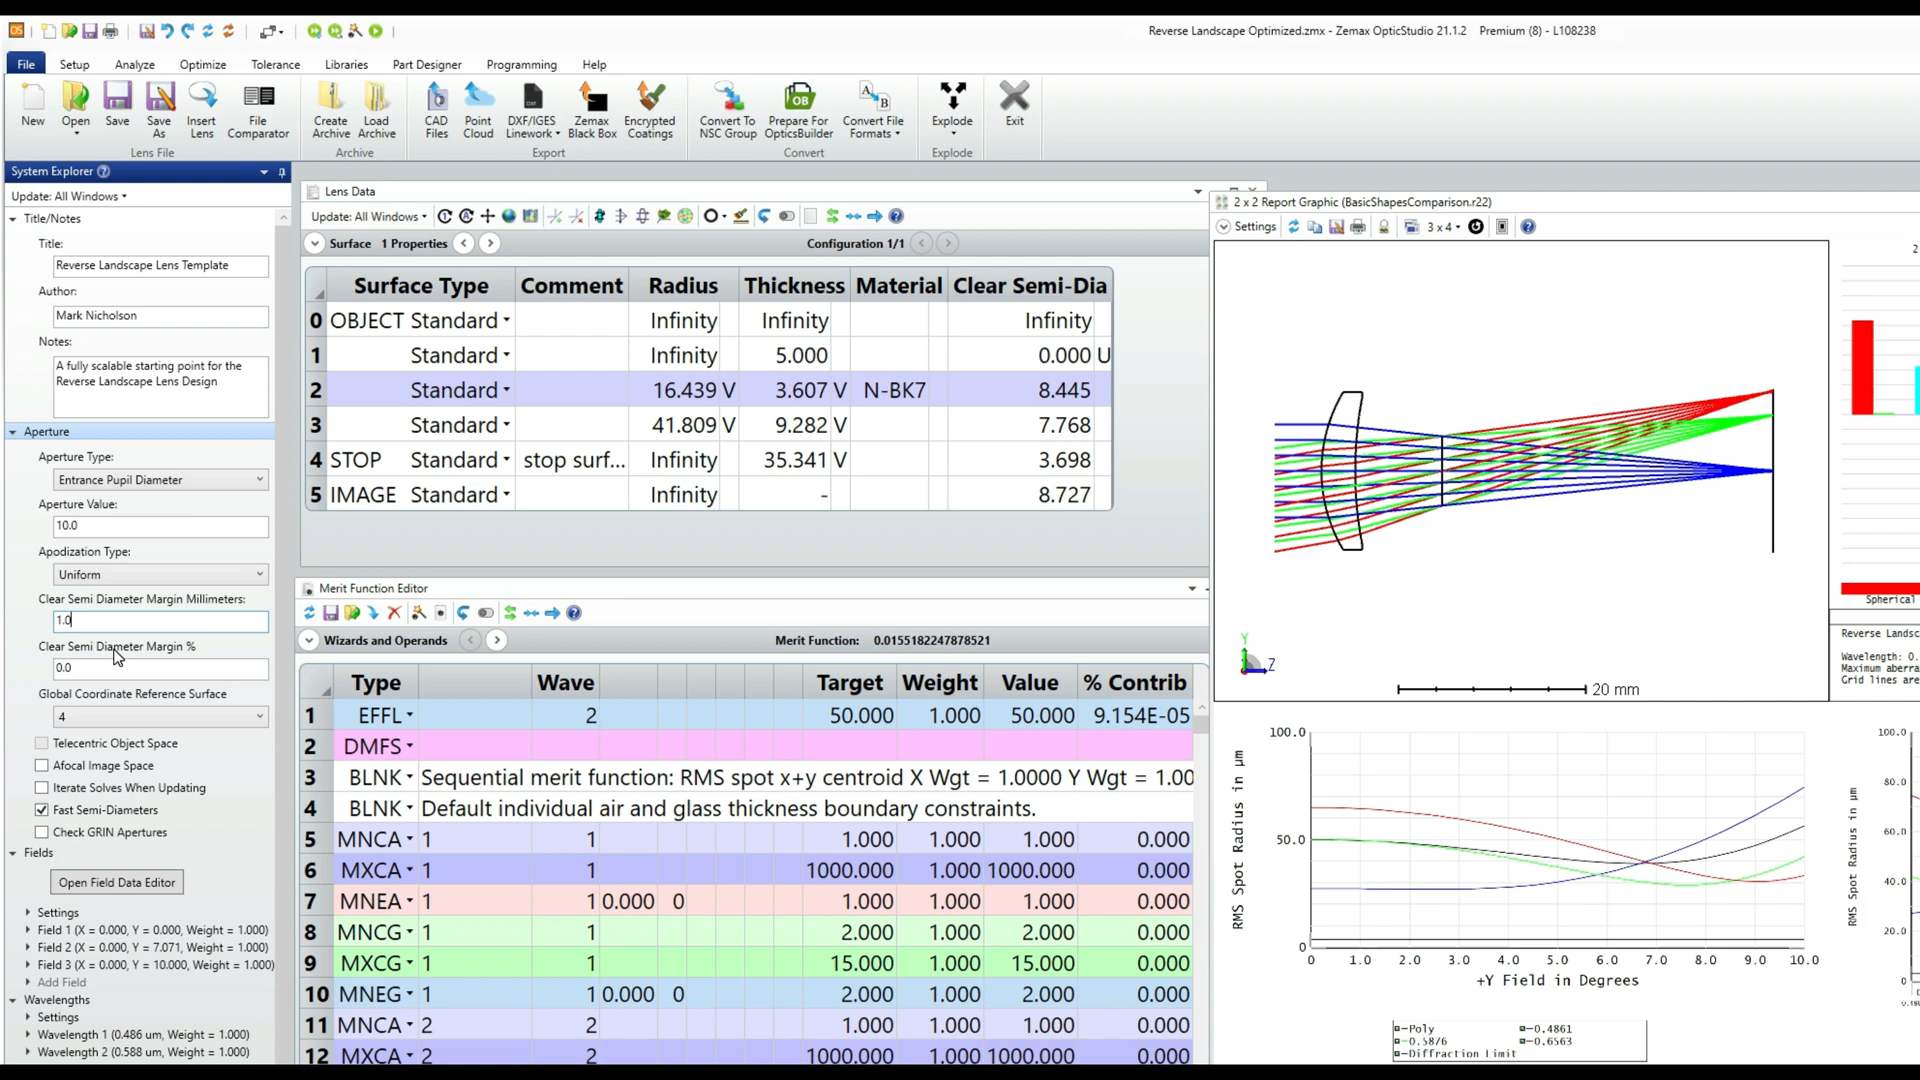 Reverse Landscape Optimized.zmx - Zemax OpticStudio 21.1.2   Premium (8) - L108238
File Setup Analyze Optimize Tolerance Libraries Part Designer Programming Help
New Open Save Save As Insert Lens File Comparator Create Archive Load Archive CAD Files Point Cloud DXF/IGES Linework Zemax Black Box Encrypted Coatings Convert To NSC Group Prepare For OpticsBuilder Convert File Formats Explode Exit
Lens File Archive Export Convert Explode
System Explorer
Update: All Windows
Title/Notes
Title:
Reverse Landscape Lens Template
Author:
Mark Nicholson
Notes:
A fully scalable starting point for the
Reverse Landscape Lens Design
Aperture
Aperture Type:
Entrance Pupil Diameter
Aperture Value:
10.0
Apodization Type:
Uniform
Clear Semi Diameter Margin Millimeters:
1.0
Clear Semi Diameter Margin %
0.0
Global Coordinate Reference Surface
4
Telecentric Object Space
Afocal Image Space
Iterate Solves When Updating
Fast Semi-Diameters
Check GRIN Apertures
Fields
Open Field Data Editor
Settings
Field 1 (X = 0.000, Y = 0.000, Weight = 1.000)
Field 2 (X = 0.000, Y = 7.071, Weight = 1.000)
Field 3 (X = 0.000, Y = 10.000, Weight = 1.000)
Add Field
Wavelengths
Settings
Wavelength 1 (0.486 um, Weight = 1.000)
Wavelength 2 (0.588 um, Weight = 1.000)
Lens Data
Update: All Windows
Surface 1 Properties Configuration 1/1
Surface Type Comment Radius Thickness Material Clear Semi-Dia
0 OBJECT Standard Infinity Infinity Infinity
1 Standard Infinity 5.000 0.000 U
2 Standard 16.439 V 3.607 V N-BK7 8.445
3 Standard 41.809 V 9.282 V 7.768
4 STOP Standard stop surf... Infinity 35.341 V 3.698
5 IMAGE Standard Infinity - 8.727
Merit Function Editor
Wizards and Operands Merit Function: 0.0155182247878521
Type Wave Target Weight Value % Contrib
1 EFFL 2 50.000 1.000 50.000 9.154E-05
2 DMFS
3 BLNK Sequential merit function: RMS spot x+y centroid X Wgt = 1.0000 Y Wgt = 1.00
4 BLNK Default individual air and glass thickness boundary constraints.
5 MNCA 1 1 1.000 1.000 1.000 0.000
6 MXCA 1 1 1000.000 1.000 1000.000 0.000
7 MNEA 1 1 0.000 0 1.000 1.000 1.000 0.000
8 MNCG 1 1 2.000 1.000 2.000 0.000
9 MXCG 1 1 15.000 1.000 15.000 0.000
10 MNEG 1 1 0.000 0 2.000 1.000 2.000 0.000
11 MNCA 2 2 1.000 1.000 1.000 0.000
12 MXCA 2 2 1000.000 1.000 1000.000 0.000
2 x 2 Report Graphic (BasicShapesComparison.r22)
Settings 3 x 4
Y
Z
20 mm
2
Spherical
Reverse Landsc
Wavelength: 0.
Maximum aberra
Grid lines are
RMS Spot Radius in µm
100.0
50.0
0
0 1.0 2.0 3.0 4.0 5.0 6.0 7.0 8.0 9.0 10.0
+Y Field in Degrees
Poly 0.4861
0.5876 0.6563
Diffraction Limit
RMS Spot Radius in µm
100.0
80.0
60.0
40.0
20.0
0